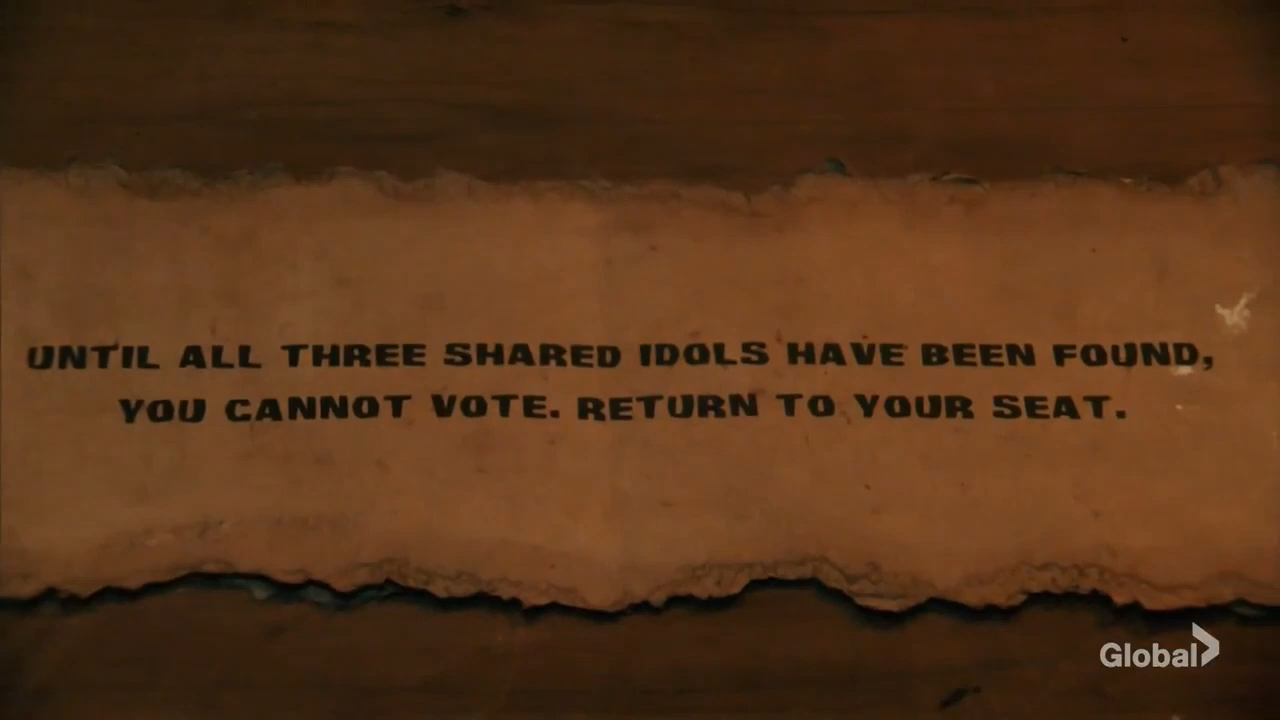 UNTIL ALL THREE SHARED IDOLS HAVE BEEN FOUND,
YOU CANNOT VOTE. RETURN TO YOUR SEAT.
Global